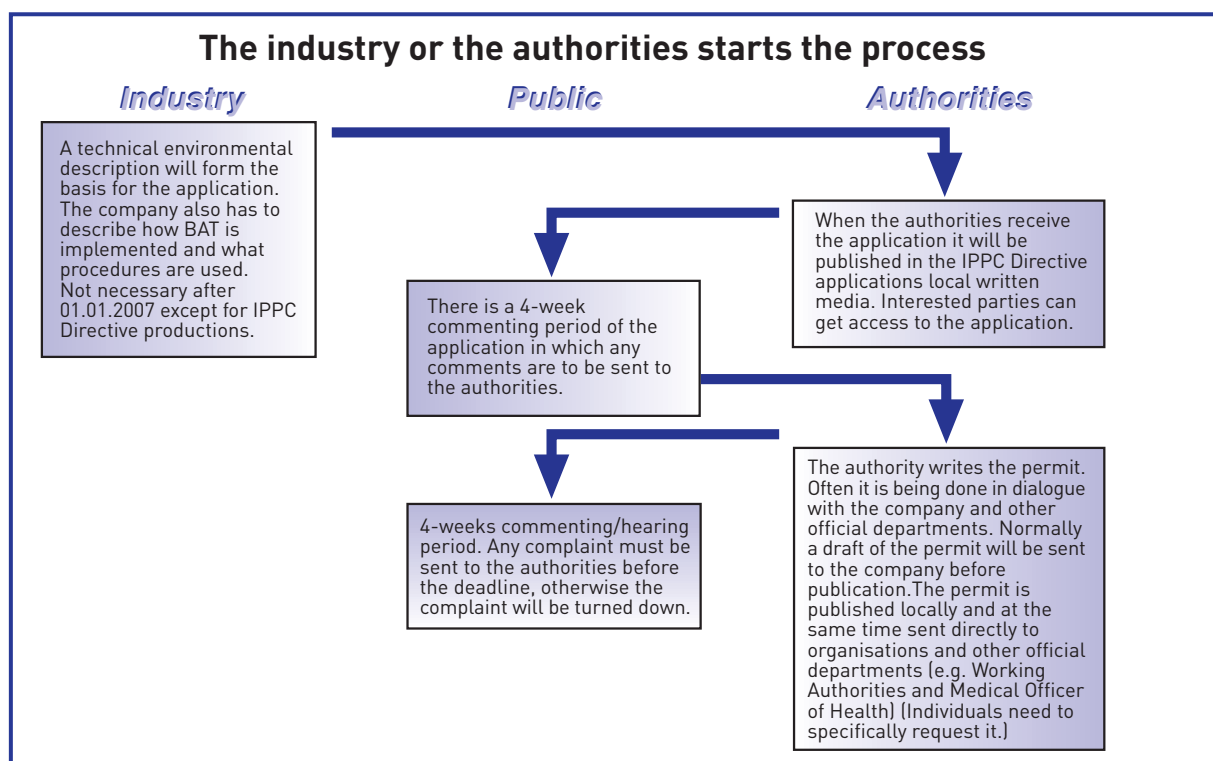 The industry or the authorities starts the process
Industry
Public
Authorities
A technical environmental
description will form the
basis for the application.
The company also has to
describe how BAT is
implemented and what
procedures are used.
Not necessary after
01.01.2007 except for IPPC
Directive productions.
When the authorities receive
the application it will be
published in the IPPC Directive
applications local written
media. Interested parties can
get access to the application.
There is a 4-week
commenting period of the
application in which any
comments are to be sent to
the authorities.
The authority writes the permit.
Often it is being done in dialogue
with the company and other
official departments. Normally
a draft of the permit will be sent
to the company before
publication.The permit is
published locally and at the
same time sent directly to
organisations and other official
departments (e.g. Working
Authorities and Medical Officer
of Health) (Individuals need to
specifically request it.)
4-weeks commenting/hearing
period. Any complaint must be
sent to the authorities before
the deadline, otherwise the
complaint will be turned down.